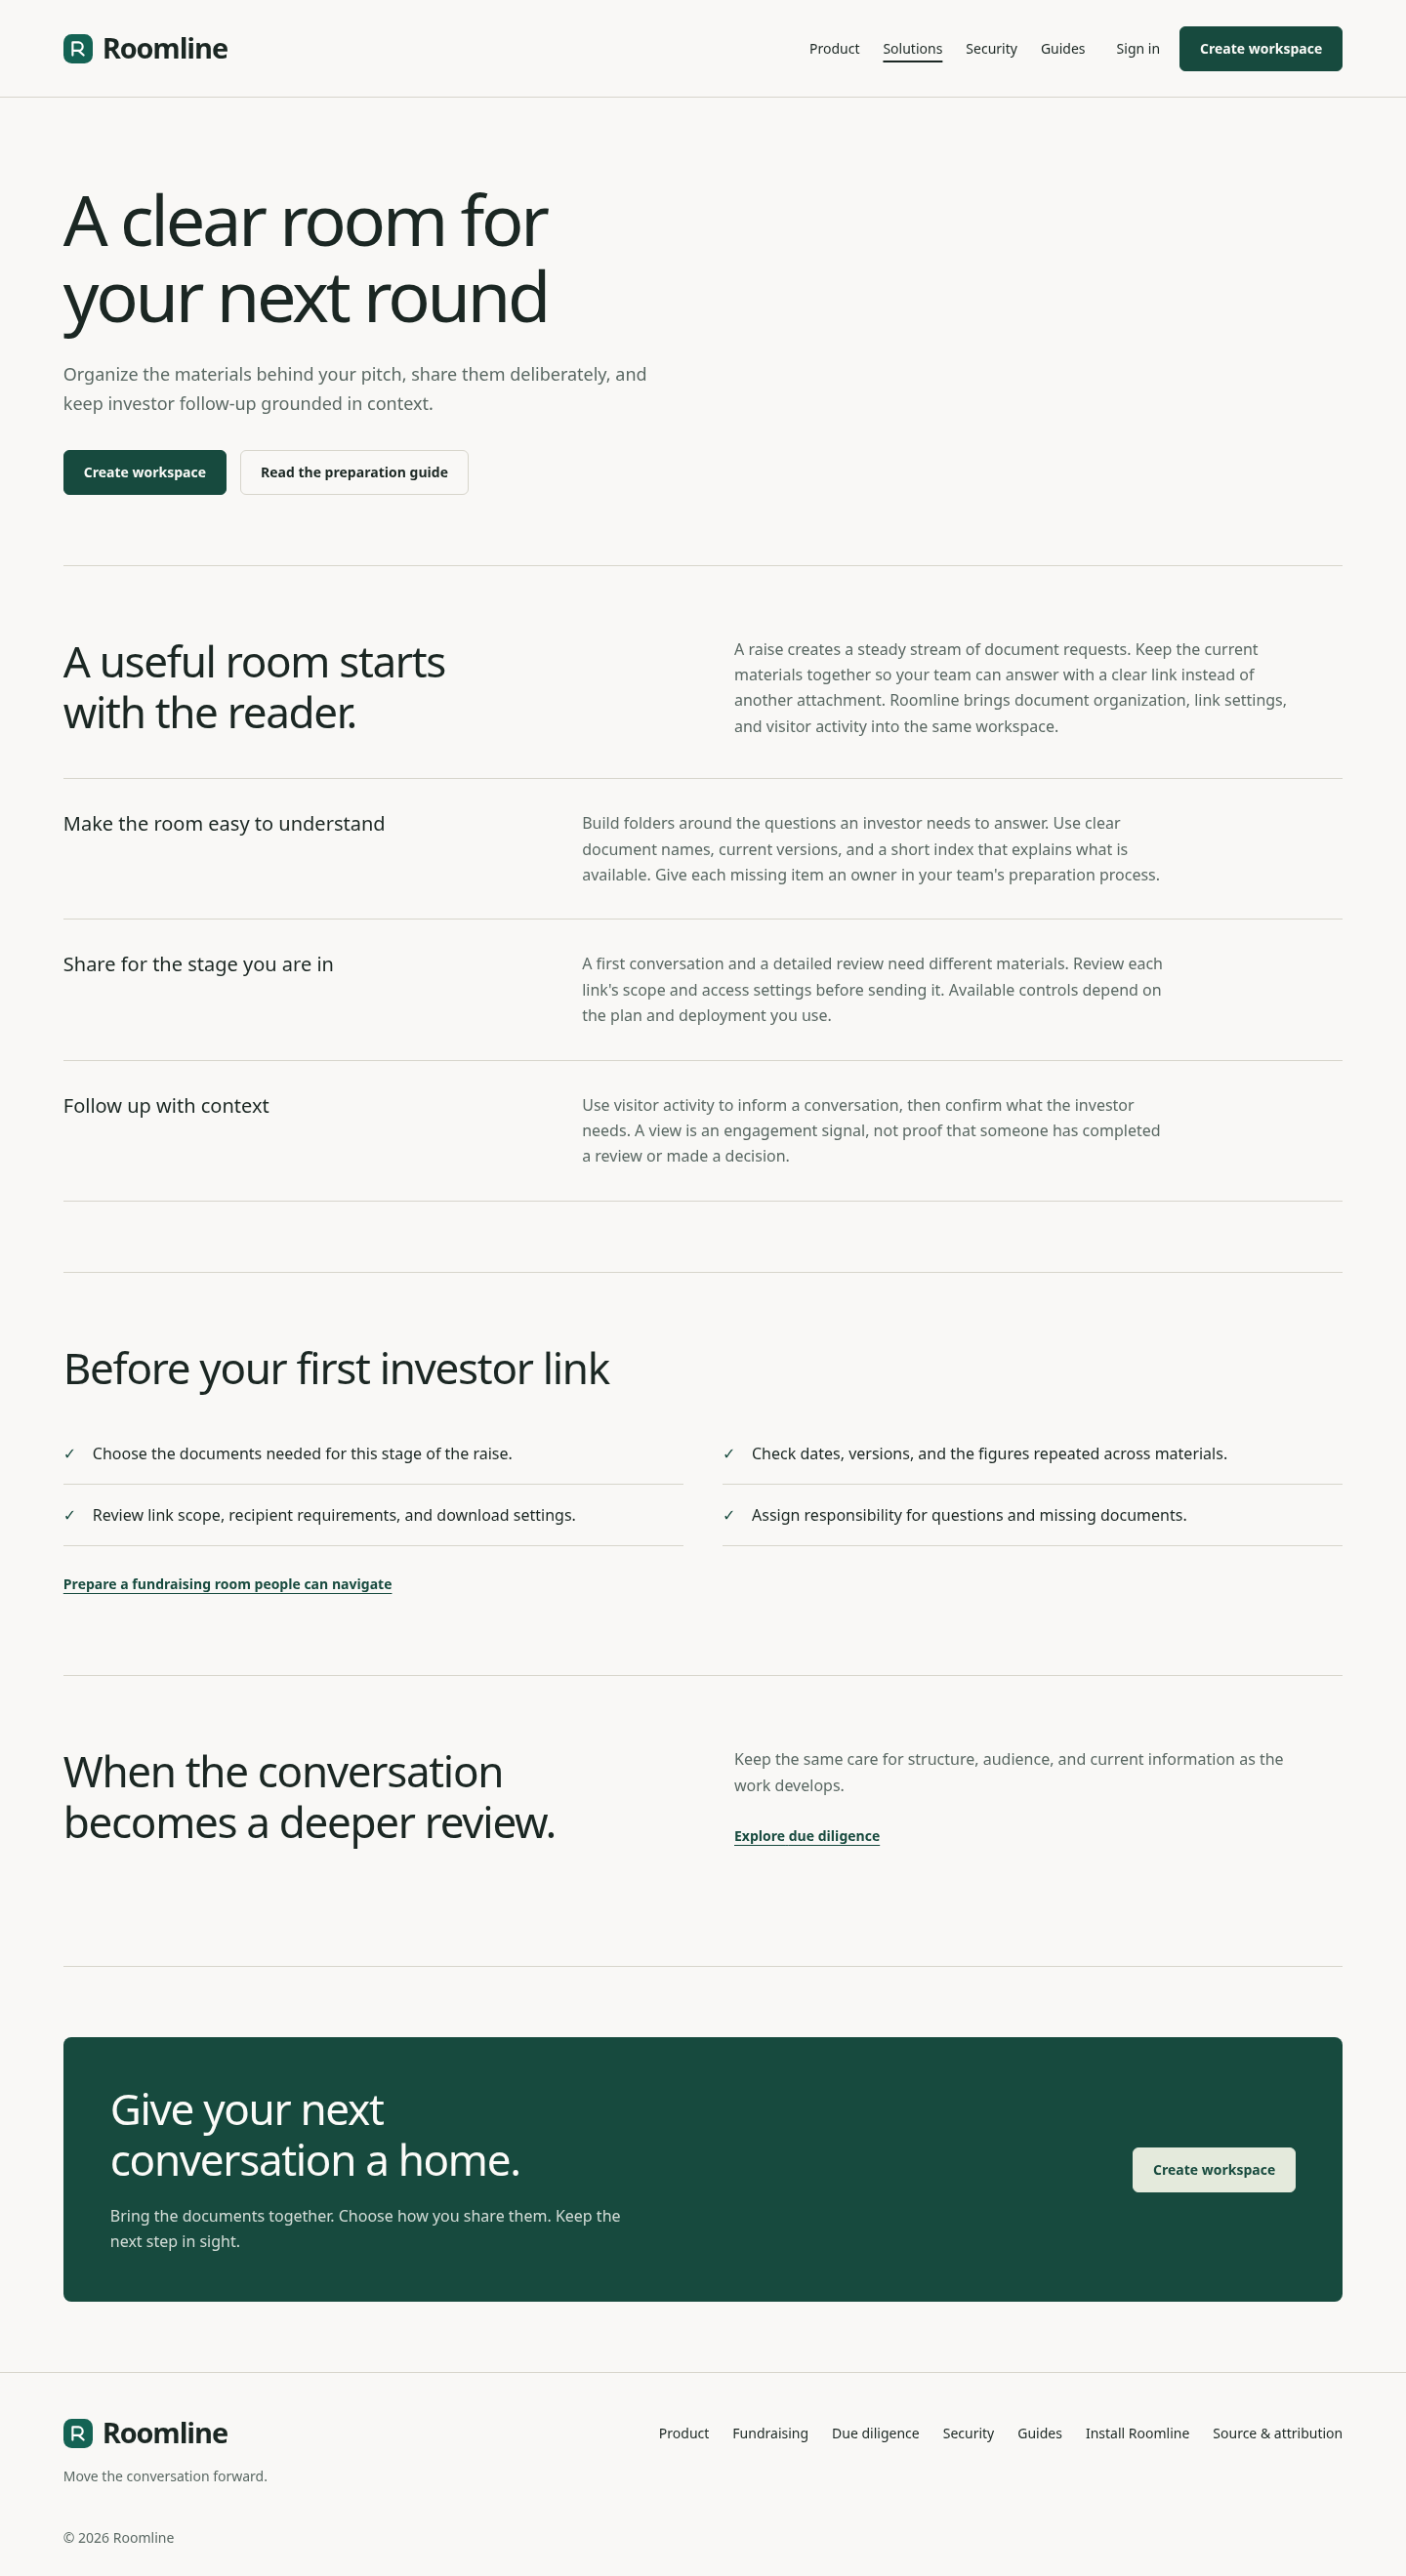 Roomline
Product Solutions Security Guides Sign in Create workspace
A clear room for
your next round
Organize the materials behind your pitch, share them deliberately, and
keep investor follow-up grounded in context.
Create workspace Read the preparation guide
A useful room starts
with the reader.
A raise creates a steady stream of document requests. Keep the current
materials together so your team can answer with a clear link instead of
another attachment. Roomline brings document organization, link settings,
and visitor activity into the same workspace.
Make the room easy to understand
Build folders around the questions an investor needs to answer. Use clear
document names, current versions, and a short index that explains what is
available. Give each missing item an owner in your team's preparation process.
Share for the stage you are in
A first conversation and a detailed review need different materials. Review each
link's scope and access settings before sending it. Available controls depend on
the plan and deployment you use.
Follow up with context
Use visitor activity to inform a conversation, then confirm what the investor
needs. A view is an engagement signal, not proof that someone has completed
a review or made a decision.
Before your first investor link
✓ Choose the documents needed for this stage of the raise.
✓ Check dates, versions, and the figures repeated across materials.
✓ Review link scope, recipient requirements, and download settings.
✓ Assign responsibility for questions and missing documents.
Prepare a fundraising room people can navigate
When the conversation
becomes a deeper review.
Keep the same care for structure, audience, and current information as the
work develops.
Explore due diligence
Give your next
conversation a home.
Bring the documents together. Choose how you share them. Keep the
next step in sight.
Create workspace
Roomline
Move the conversation forward.
Product Fundraising Due diligence Security Guides Install Roomline Source & attribution
© 2026 Roomline